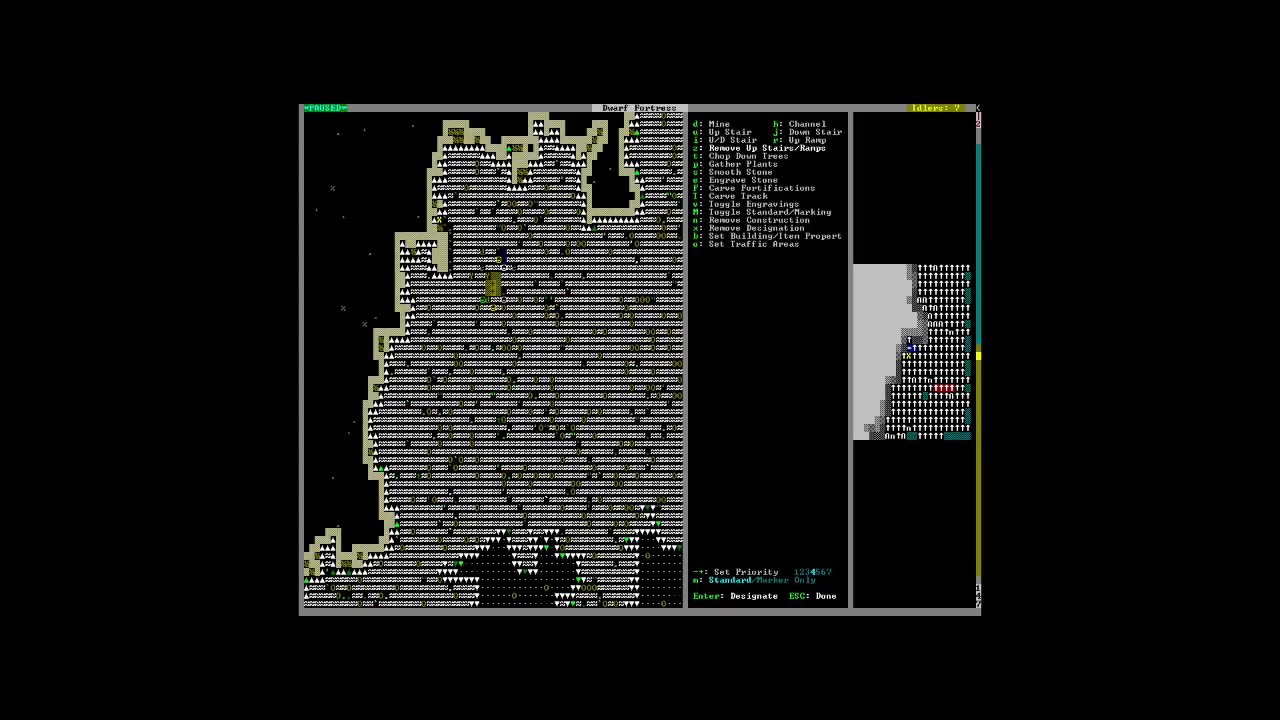 *PAUSED*
Dwarf Fortress
Idlers: 7
d: Mine h: Channel
u: Up Stair j: Down Stair
i: U/D Stair r: Up Ramp
z: Remove Up Stairs/Ramps
t: Chop Down Trees
p: Gather Plants
s: Smooth Stone
e: Engrave Stone
F: Carve Fortifications
T: Carve Track
v: Toggle Engravings
M: Toggle Standard/Marking
n: Remove Construction
x: Remove Designation
b: Set Building/Item Propert
o: Set Traffic Areas
-+: Set Priority 1234567
m: Standard/Marker Only
Enter: Designate ESC: Done